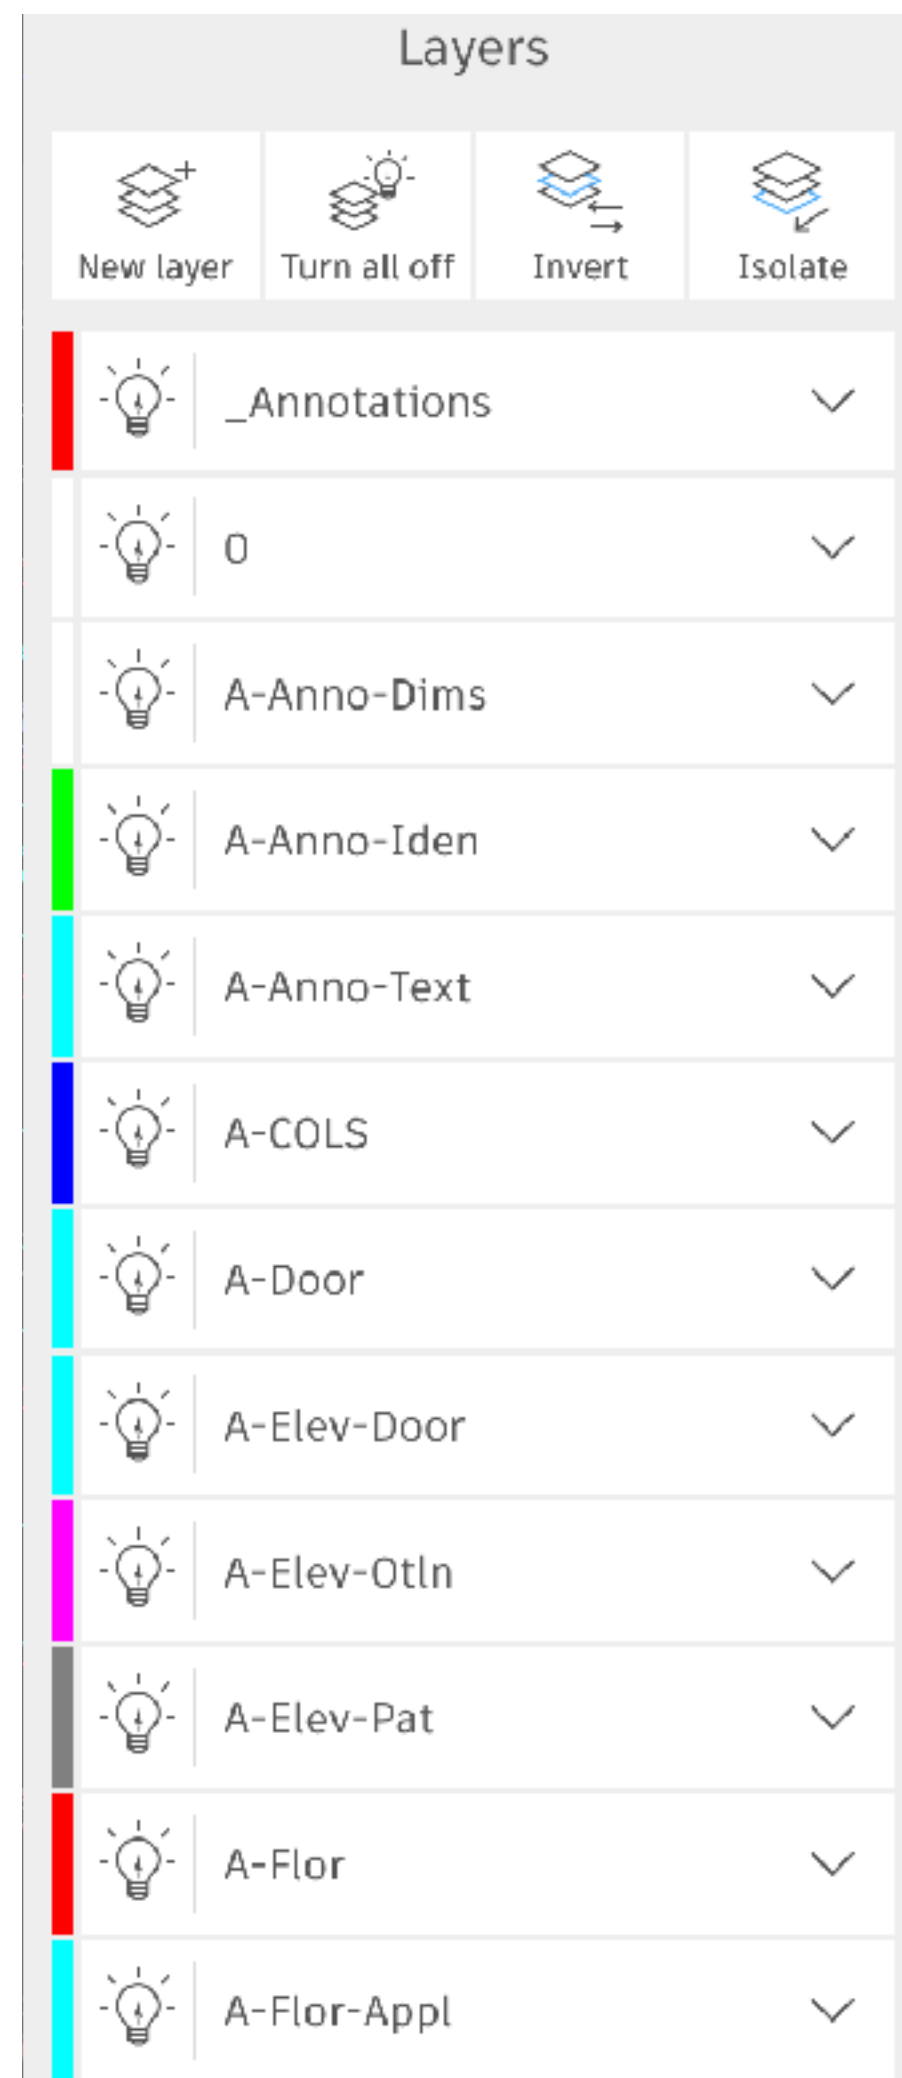 Layers
New layer Turn all off Invert Isolate
_Annotations
0
A-Anno-Dims
A-Anno-Iden
A-Anno-Text
A-COLS
A-Door
A-Elev-Door
A-Elev-Otln
A-Elev-Pat
A-Flor
A-Flor-Appl